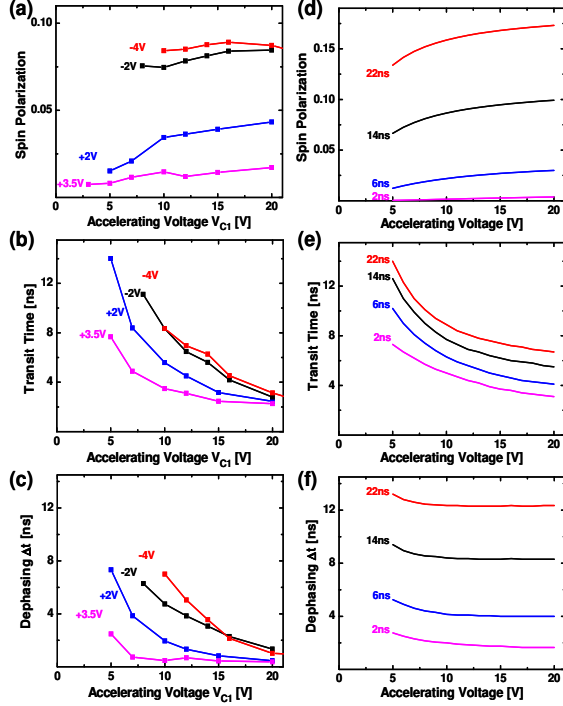 (a)
0.10
0.05
Spin Polarization
-4V
-2V
+2V
+3.5V
0 5 10 15 20
Accelerating Voltage V_C1 [V]
(d)
0.15
0.10
0.05
0.00
Spin Polarization
22ns
14ns
6ns
2ns
0 5 10 15 20
Accelerating Voltage [V]
(b)
12
8
4
Transit Time [ns]
-4V
-2V
+2V
+3.5V
0 5 10 15 20
Accelerating Voltage V_C1 [V]
(e)
12
8
4
Transit Time [ns]
22ns
14ns
6ns
2ns
0 5 10 15 20
Accelerating Voltage [V]
(c)
12
8
4
Dephasing Δt [ns]
-4V
-2V
+2V
+3.5V
0 5 10 15 20
Accelerating Voltage V_C1 [V]
(f)
12
8
4
Dephasing Δt [ns]
22ns
14ns
6ns
2ns
0 5 10 15 20
Accelerating Voltage [V]